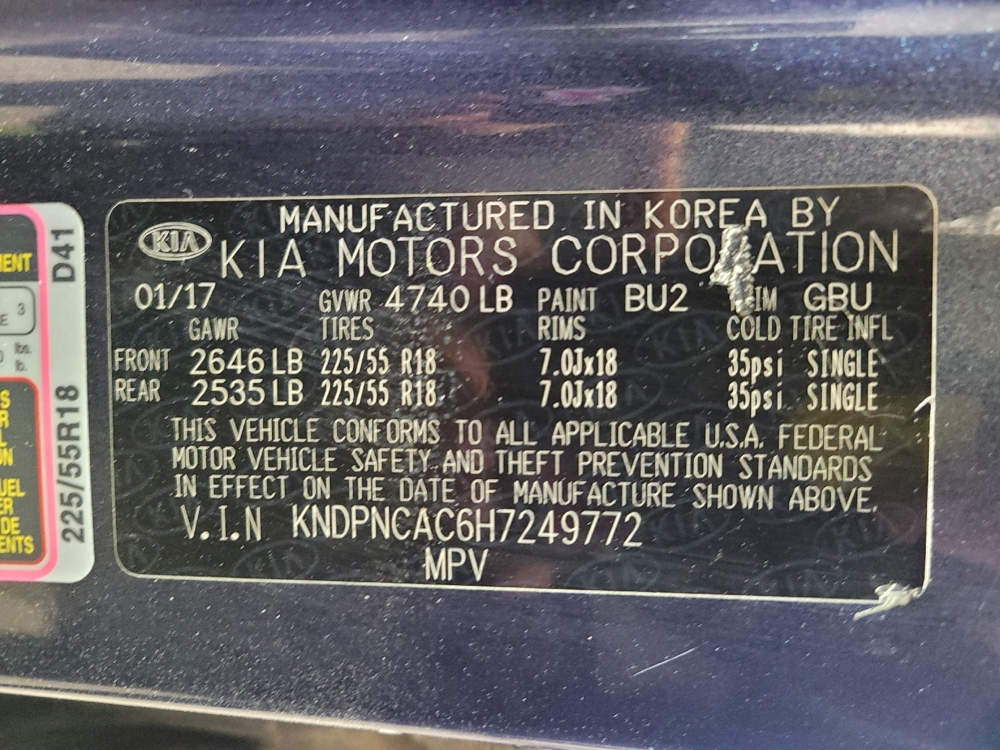 MANUFACTURED IN KOREA BY
KIA KIA MOTORS CORPORATION
01/17 GVWR 4740 LB PAINT BU2 GBU
GAWR TIRES RIMS COLD TIRE INFL
FRONT 2646 LB 225/55 R18 7.0Jx18 35psi SINGLE
REAR 2535 LB 225/55 R18 7.0Jx18 35psi SINGLE
THIS VEHICLE CONFORMS TO ALL APPLICABLE U.S.A. FEDERAL
MOTOR VEHICLE SAFETY AND THEFT PREVENTION STANDARDS
IN EFFECT ON THE DATE OF MANUFACTURE SHOWN ABOVE.
V.I.N KNDPNCAC6H7249772
MPV
225/55R18 D41
3
lbs.
lb.